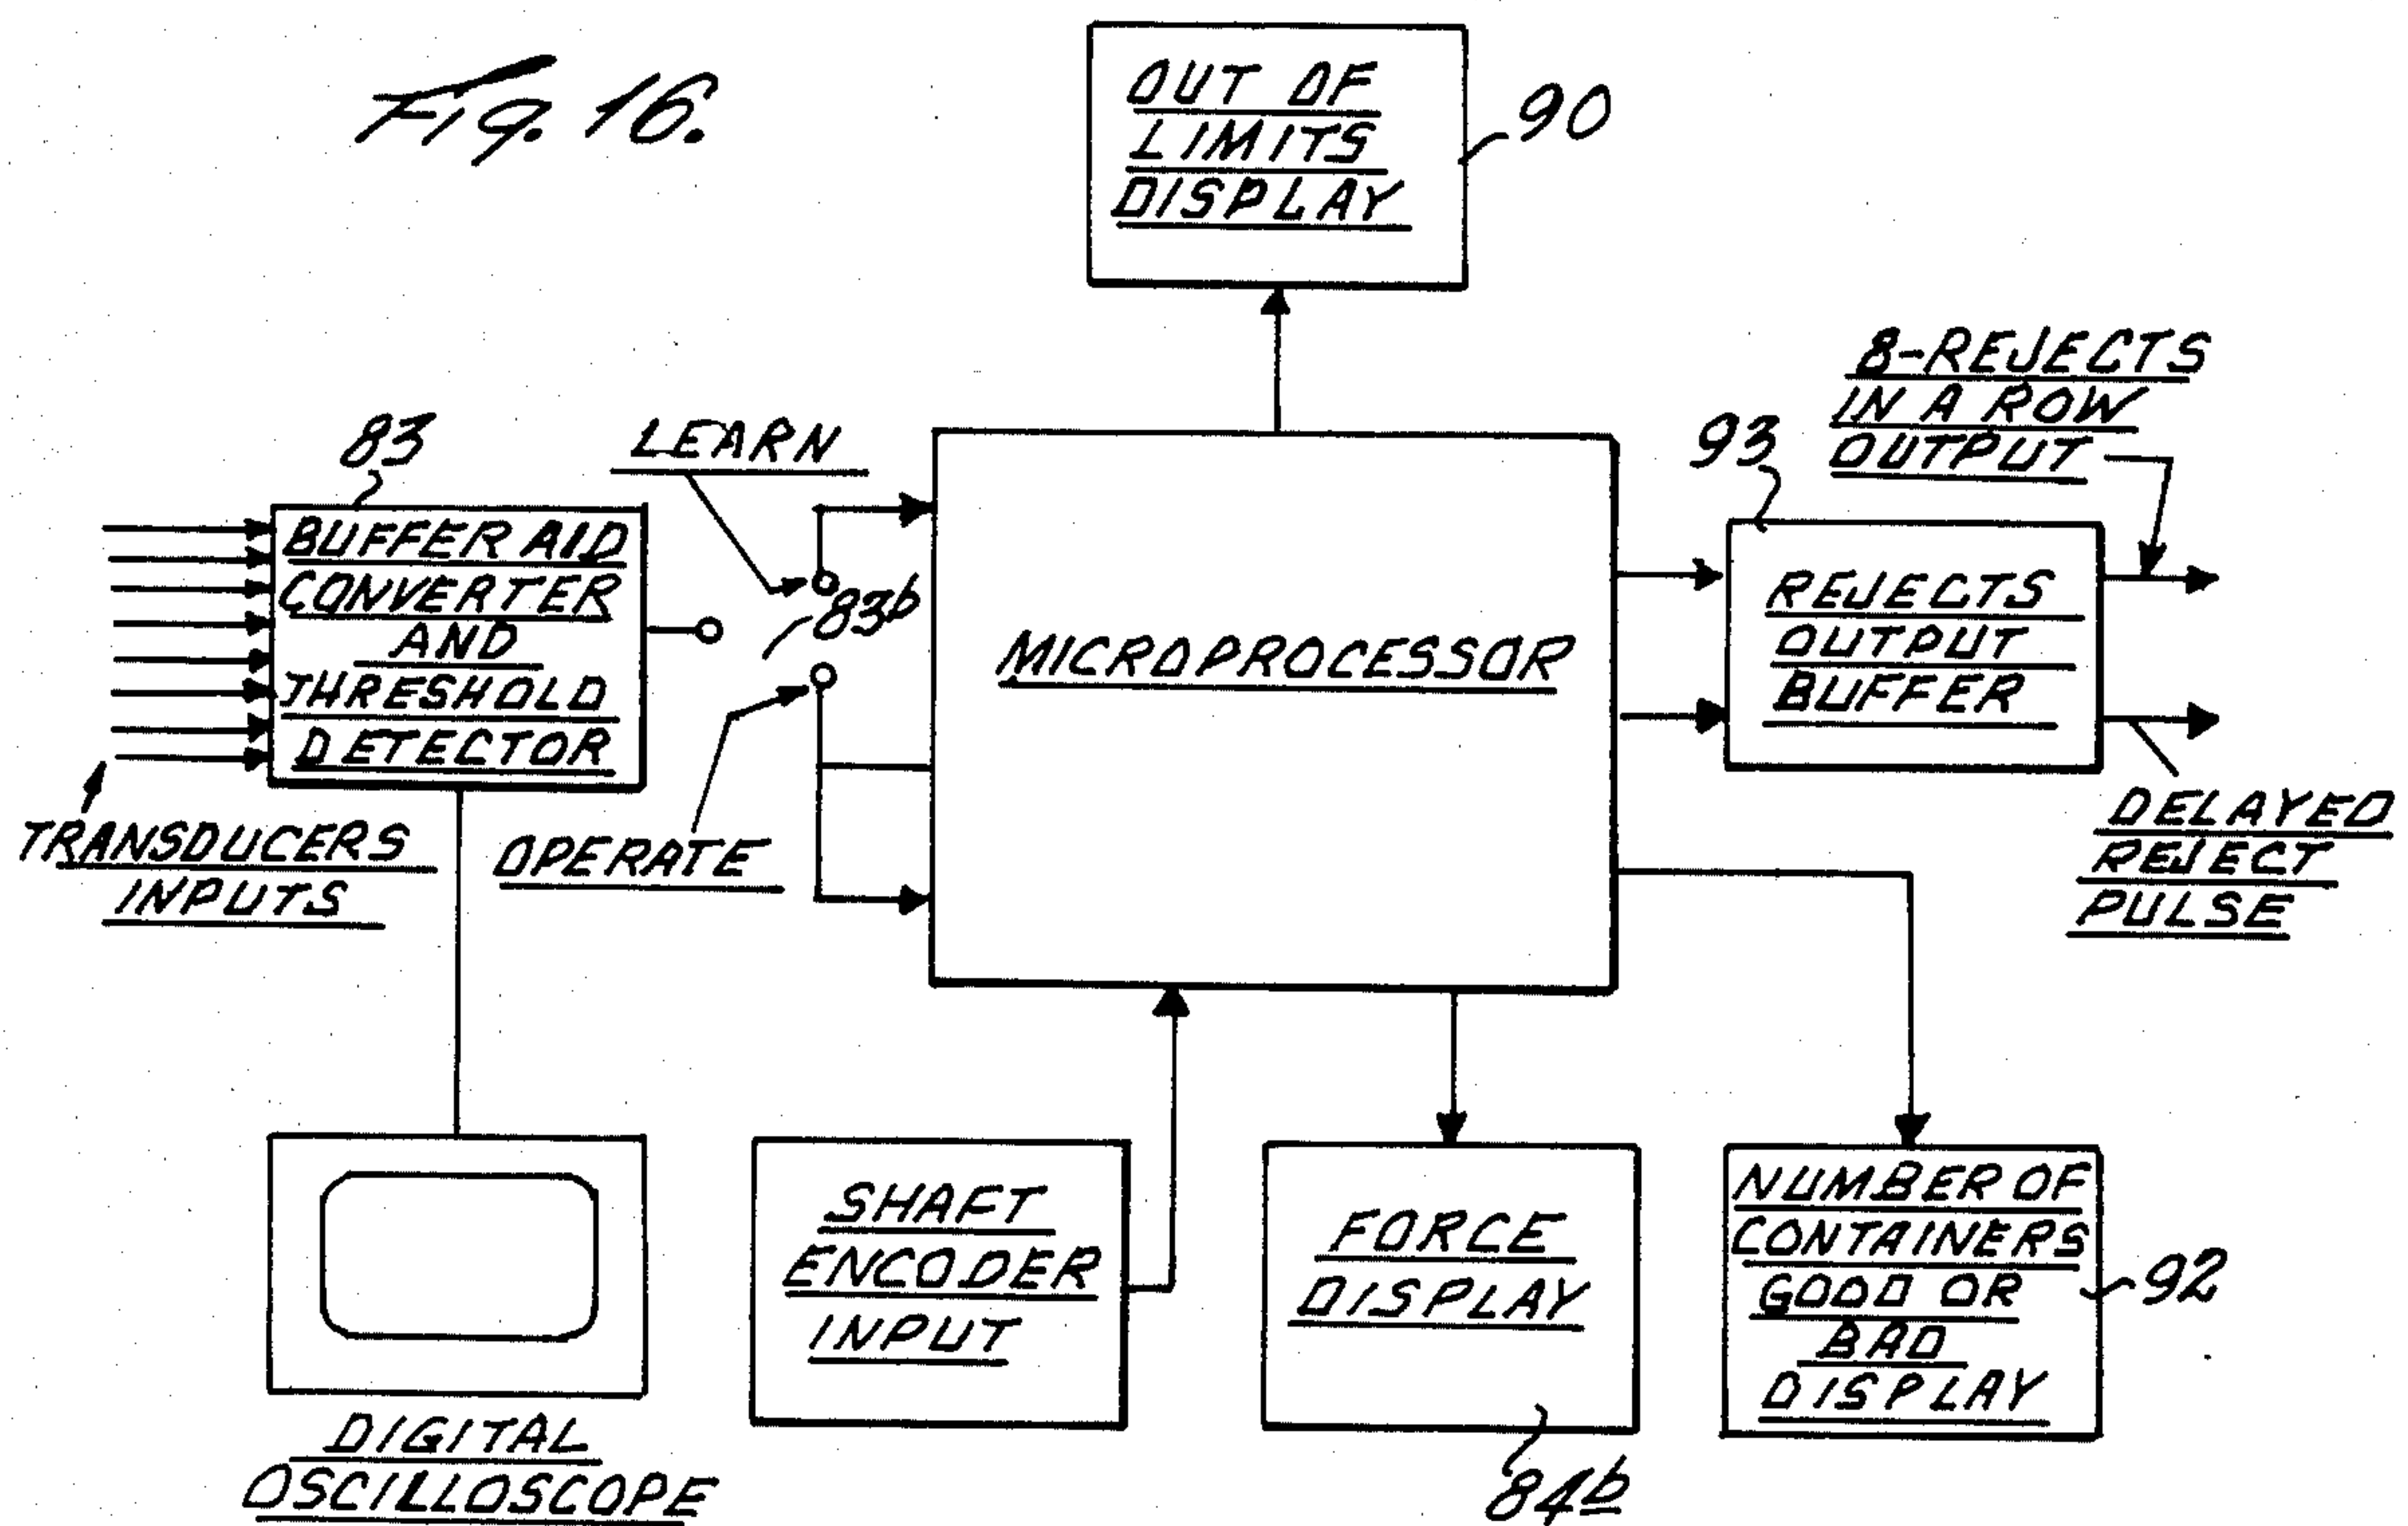 Fig. 16.
OUT OF
LIMITS
DISPLAY
90
8-REJECTS
IN A ROW
OUTPUT
83
LEARN
93
BUFFER A/D
CONVERTER
AND
THRESHOLD
DETECTOR
83b
MICROPROCESSOR
REJECTS
OUTPUT
BUFFER
TRANSDUCERS
INPUTS
OPERATE
DELAYED
REJECT
PULSE
SHAFT
ENCODER
INPUT
FORCE
DISPLAY
NUMBER OF
CONTAINERS
GOOD OR
BAD
DISPLAY
92
DIGITAL
OSCILLOSCOPE
84b